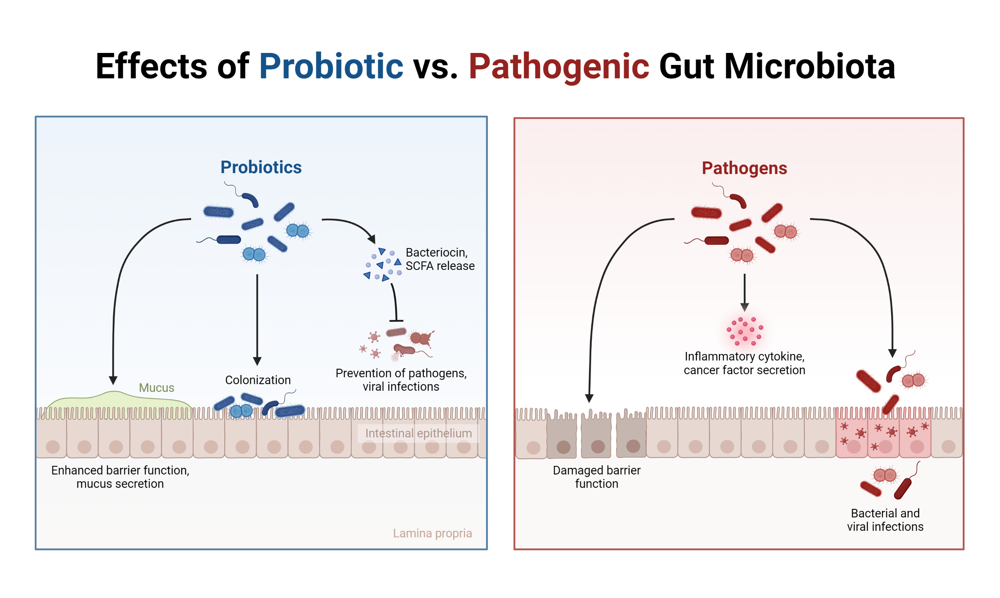 Effects of Probiotic vs. Pathogenic Gut Microbiota
Probiotics
Bacteriocin,
SCFA release
Prevention of pathogens,
viral infections
Colonization
Mucus
Intestinal epithelium
Enhanced barrier function,
mucus secretion
Lamina propria
Pathogens
Inflammatory cytokine,
cancer factor secretion
Damaged barrier
function
Bacterial and
viral infections